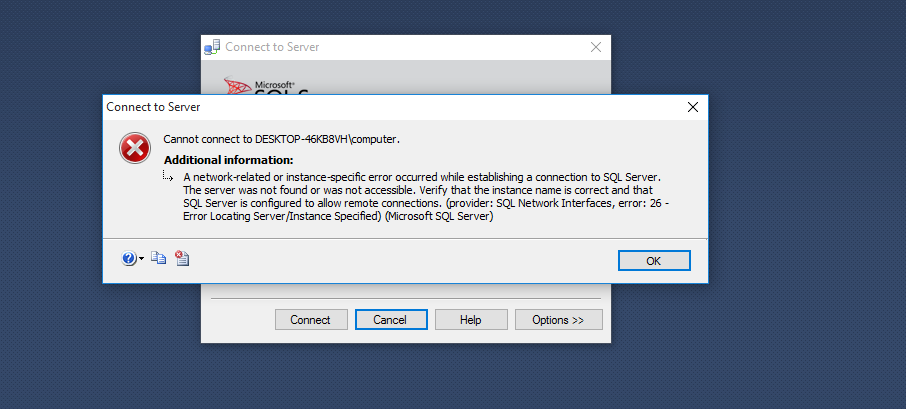 Connect to Server
Microsoft®
Connect to Server
Cannot connect to DESKTOP-46KB8VH\computer.
Additional information:
A network-related or instance-specific error occurred while establishing a connection to SQL Server.
The server was not found or was not accessible. Verify that the instance name is correct and that
SQL Server is configured to allow remote connections. (provider: SQL Network Interfaces, error: 26 -
Error Locating Server/Instance Specified) (Microsoft SQL Server)
OK
Connect
Cancel
Help
Options >>